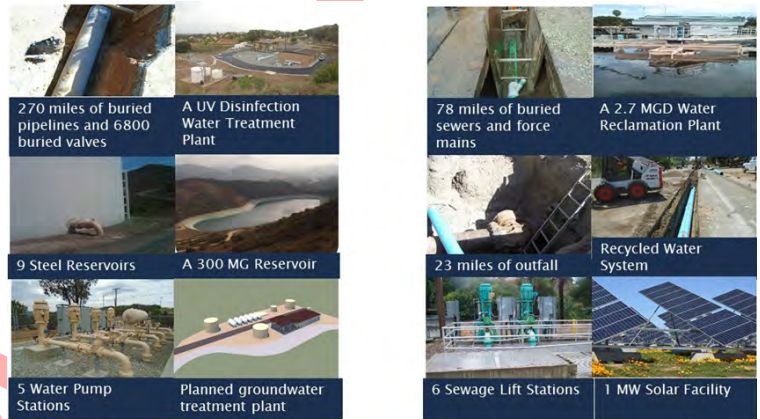 270 miles of buried
pipelines and 6800
buried valves
A UV Disinfection
Water Treatment
Plant
78 miles of buried
sewers and force
mains
A 2.7 MGD Water
Reclamation Plant
9 Steel Reservoirs
A 300 MG Reservoir
23 miles of outfall
Recycled Water
System
5 Water Pump
Stations
Planned groundwater
treatment plant
6 Sewage Lift Stations
1 MW Solar Facility